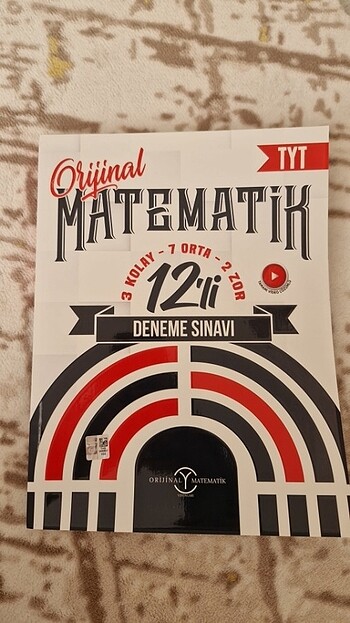 TYT
Orijinal
MATEMATİK
3 KOLAY - 7 ORTA - 2 ZOR
12'li
DENEME SINAVI
ORİJİNAL MATEMATİK